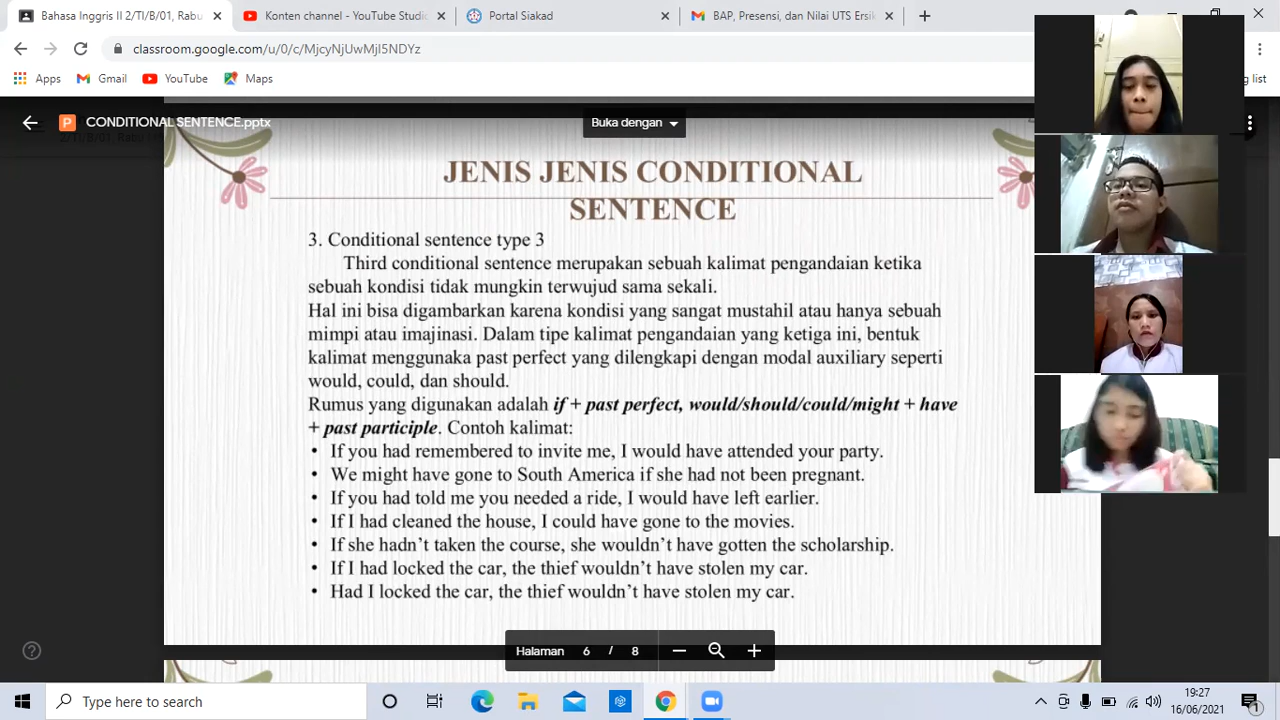 Bahasa Inggris II 2/TI/B/01, Rabu
Konten channel - YouTube Studio
Portal Siakad
BAP, Presensi, dan Nilai UTS Ersik
classroom.google.com/u/0/c/MjcyNjUwMjI5NDYz
Apps
Gmail
YouTube
Maps
ng list
CONDITIONAL SENTENCE.pptx
Buka dengan
2/TI/B/01, Rabu
JENIS JENIS CONDITIONAL
SENTENCE
3. Conditional sentence type 3
Third conditional sentence merupakan sebuah kalimat pengandaian ketika
sebuah kondisi tidak mungkin terwujud sama sekali.
Hal ini bisa digambarkan karena kondisi yang sangat mustahil atau hanya sebuah
mimpi atau imajinasi. Dalam tipe kalimat pengandaian yang ketiga ini, bentuk
kalimat menggunaka past perfect yang dilengkapi dengan modal auxiliary seperti
would, could, dan should.
Rumus yang digunakan adalah if + past perfect, would/should/could/might + have
+ past participle. Contoh kalimat:
• If you had remembered to invite me, I would have attended your party.
• We might have gone to South America if she had not been pregnant.
• If you had told me you needed a ride, I would have left earlier.
• If I had cleaned the house, I could have gone to the movies.
• If she hadn't taken the course, she wouldn't have gotten the scholarship.
• If I had locked the car, the thief wouldn't have stolen my car.
• Had I locked the car, the thief wouldn't have stolen my car.
Halaman 6 / 8
Type here to search
19:27
16/06/2021
1